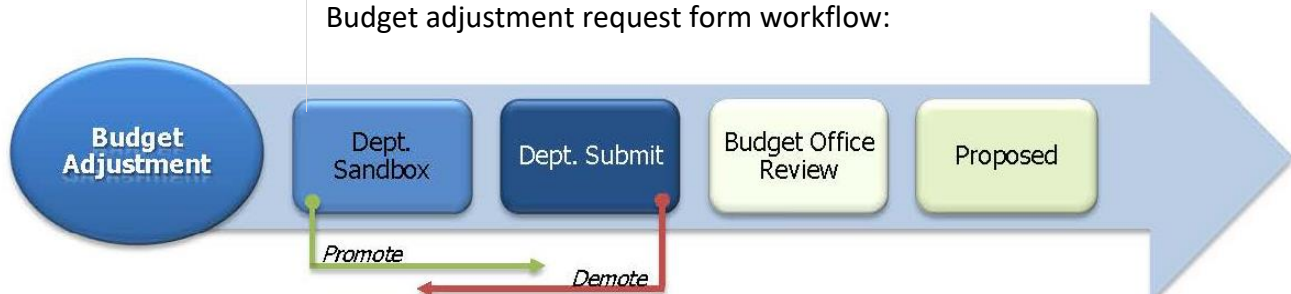 Budget adjustment request form workflow:
Budget
Adjustment
Dept.
Sandbox
Dept. Submit
Budget Office
Review
Proposed
Promote
Demote